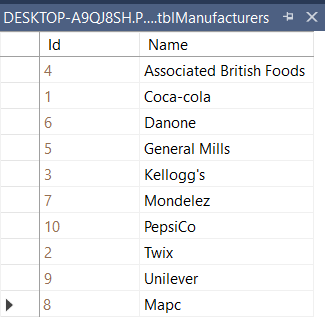 DESKTOP-A9QJ8SH.P....tblManufacturers
Id Name
4 Associated British Foods
1 Coca-cola
6 Danone
5 General Mills
3 Kellogg's
7 Mondelez
10 PepsiCo
2 Twix
9 Unilever
8 Марс